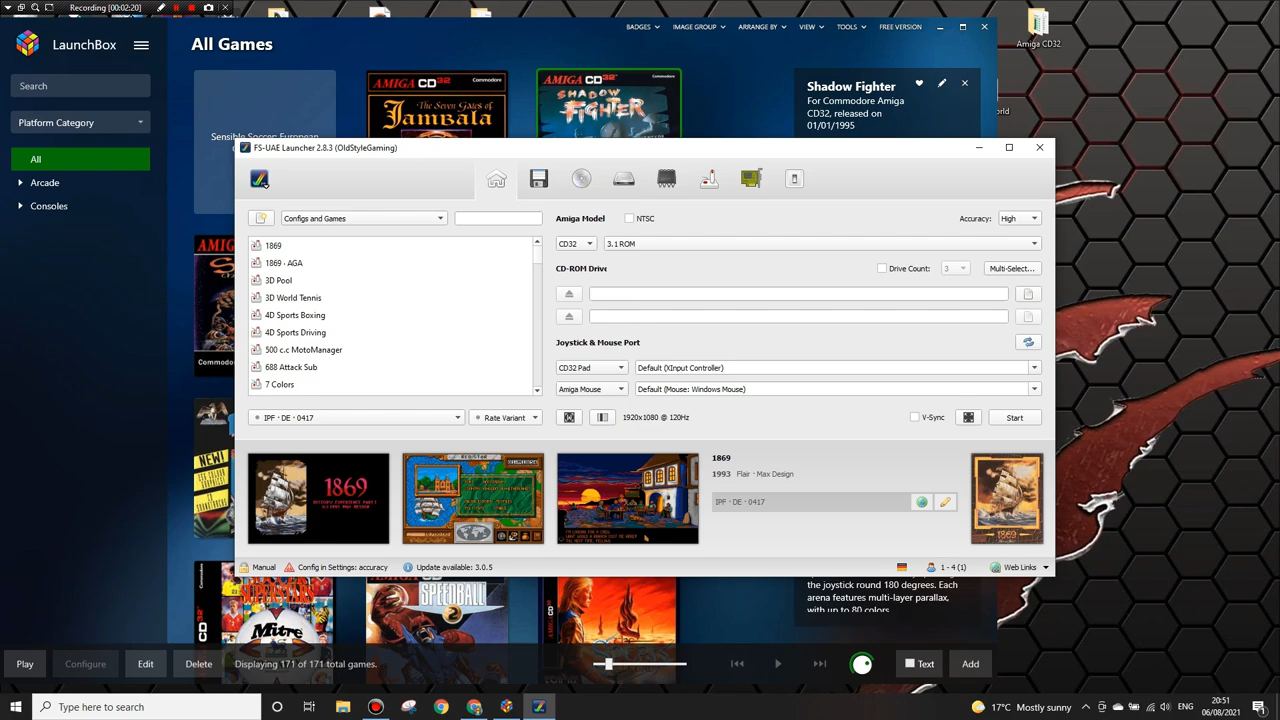 Recording [00:02:20]
LaunchBox
All Games
BADGES
IMAGE GROUP
ARRANGE BY
VIEW
TOOLS
FREE VERSION
Amiga CD32
Search
Platform Category
All
Arcade
Consoles
Sensible Soccer: European
AMIGA CD32
Commodore
The Seven Gates of
Jambala
AMIGA CD32
Commodore
SHADOW
FIGHTER
Shadow Fighter
For Commodore Amiga
CD32, released on
01/01/1995
FS-UAE Launcher 2.8.3 (OldStyleGaming)
Configs and Games
1869
1869 · AGA
3D Pool
3D World Tennis
4D Sports Boxing
4D Sports Driving
500 c.c MotoManager
688 Attack Sub
7 Colors
IPF · DE · 0417
Rate Variant
Amiga Model
NTSC
Accuracy:
High
CD32
3.1 ROM
CD-ROM Drive
Drive Count:
3
Multi-Select...
Joystick & Mouse Port
CD32 Pad
Default (XInput Controller)
Amiga Mouse
Default (Mouse: Windows Mouse)
1920x1080 @ 120Hz
V-Sync
Start
1869
1869
1993 Flair · Max Design
IPF · DE · 0417
1869
Manual
Config in Settings: accuracy
Update available: 3.0.5
1 - 4 (1)
Web Links
NEW!
Commodore
Mitre
SPEEDBALL
2
the joystick round 180 degrees. Each
arena features multi-layer parallax,
with up to 80 colors.
Play
Configure
Edit
Delete
Displaying 171 of 171 total games.
Text
Add
Type here to search
17°C Mostly sunny
ENG
20:51
06/08/2021